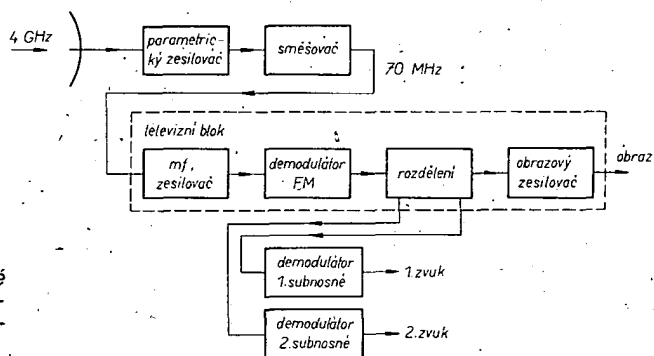 4 GHz
parametric-
ký zesilovač
směšovač
70 MHz
televizní blok
mf.
zesilovač
demodulátor
FM
rozdělení
obrazový
zesilovač
obraz
demodulátor
1.subnosné
1.zvuk
demodulátor
2.subnosné
2.zvuk
é
-
-